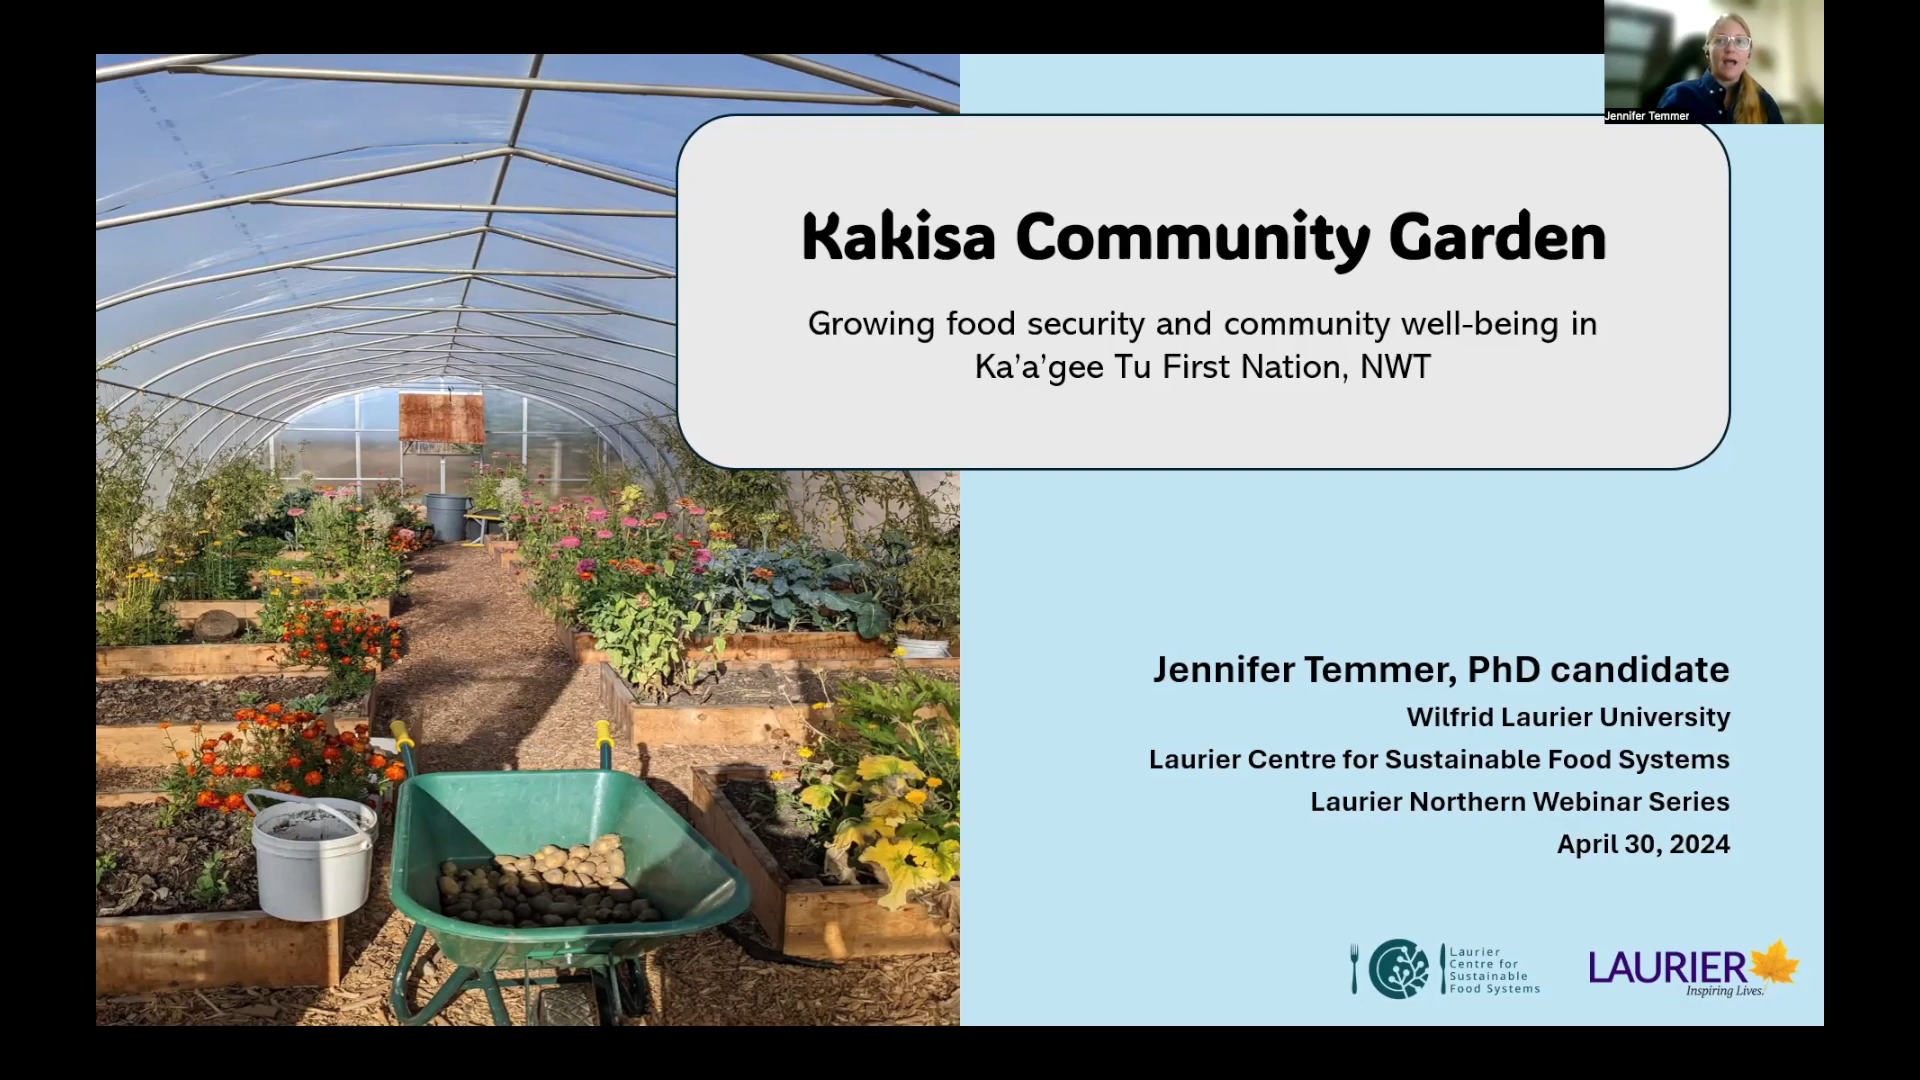 Jennifer Temmer
Kakisa Community Garden
Growing food security and community well-being in
Ka’a’gee Tu First Nation, NWT
Jennifer Temmer, PhD candidate
Wilfrid Laurier University
Laurier Centre for Sustainable Food Systems
Laurier Northern Webinar Series
April 30, 2024
Laurier
Centre for
Sustainable
Food Systems
LAURIER
Inspiring Lives.